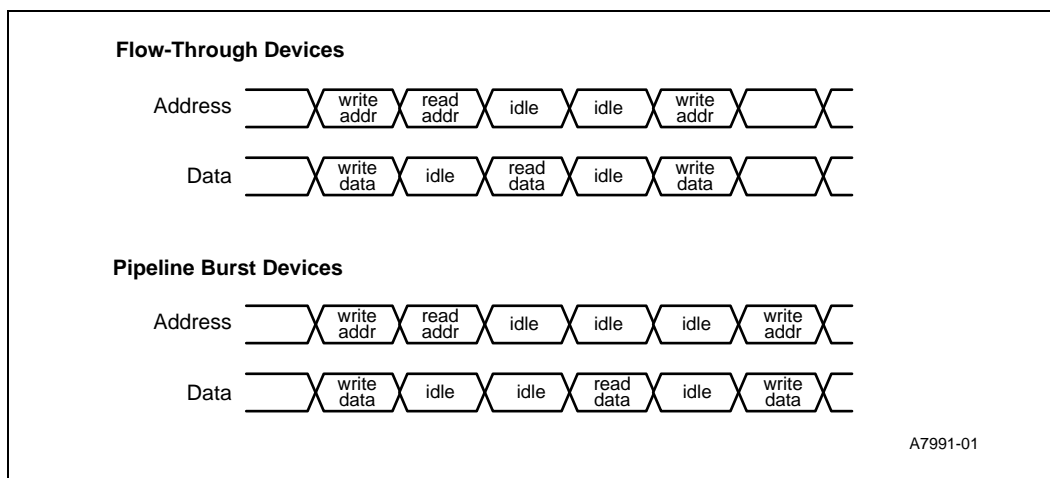 Flow-Through Devices
Address write addr read addr idle idle write addr
Data write data idle read data idle write data
Pipeline Burst Devices
Address write addr read addr idle idle idle write addr
Data write data idle idle read data idle write data
A7991-01